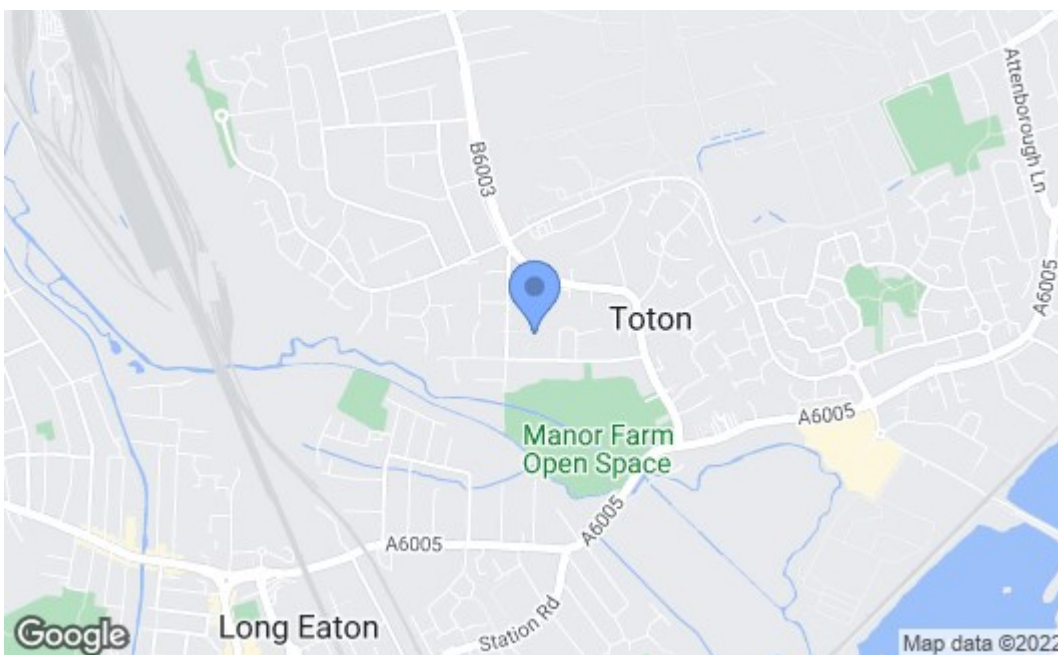 B6003
Attenborough Ln
A6005
Toton
A6005
Manor Farm
Open Space
A6005
A6005
Station Rd
Long Eaton
Google
Map data ©2022